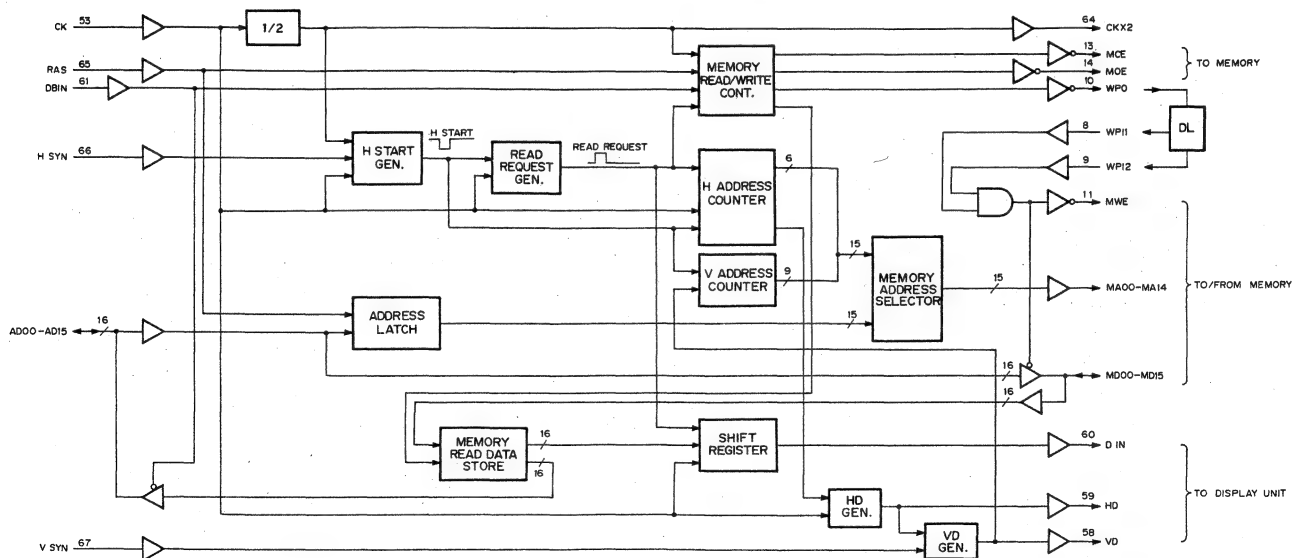 CK 53
1/2
64 CKX2
RAS 65
61
DBIN
MEMORY
READ/WRITE
CONT.
13 MCE
14 MOE
10 WPO
TO MEMORY
H SYN 66
H START
GEN.
H START
READ
REQUEST
GEN.
READ REQUEST
H ADDRESS
COUNTER
6
8 WPI1
9 WPI2
DL
11 MWE
V ADDRESS
COUNTER
9
15
MEMORY
ADDRESS
SELECTOR
15
MA00-MA14
TO/FROM MEMORY
AD00-AD15 16
ADDRESS
LATCH
15
16
MD00-MD15
16
MEMORY
READ DATA
STORE
16
16
SHIFT
REGISTER
60 D IN
HD
GEN.
59 HD
TO DISPLAY UNIT
V SYN 67
VD
GEN.
58 VD